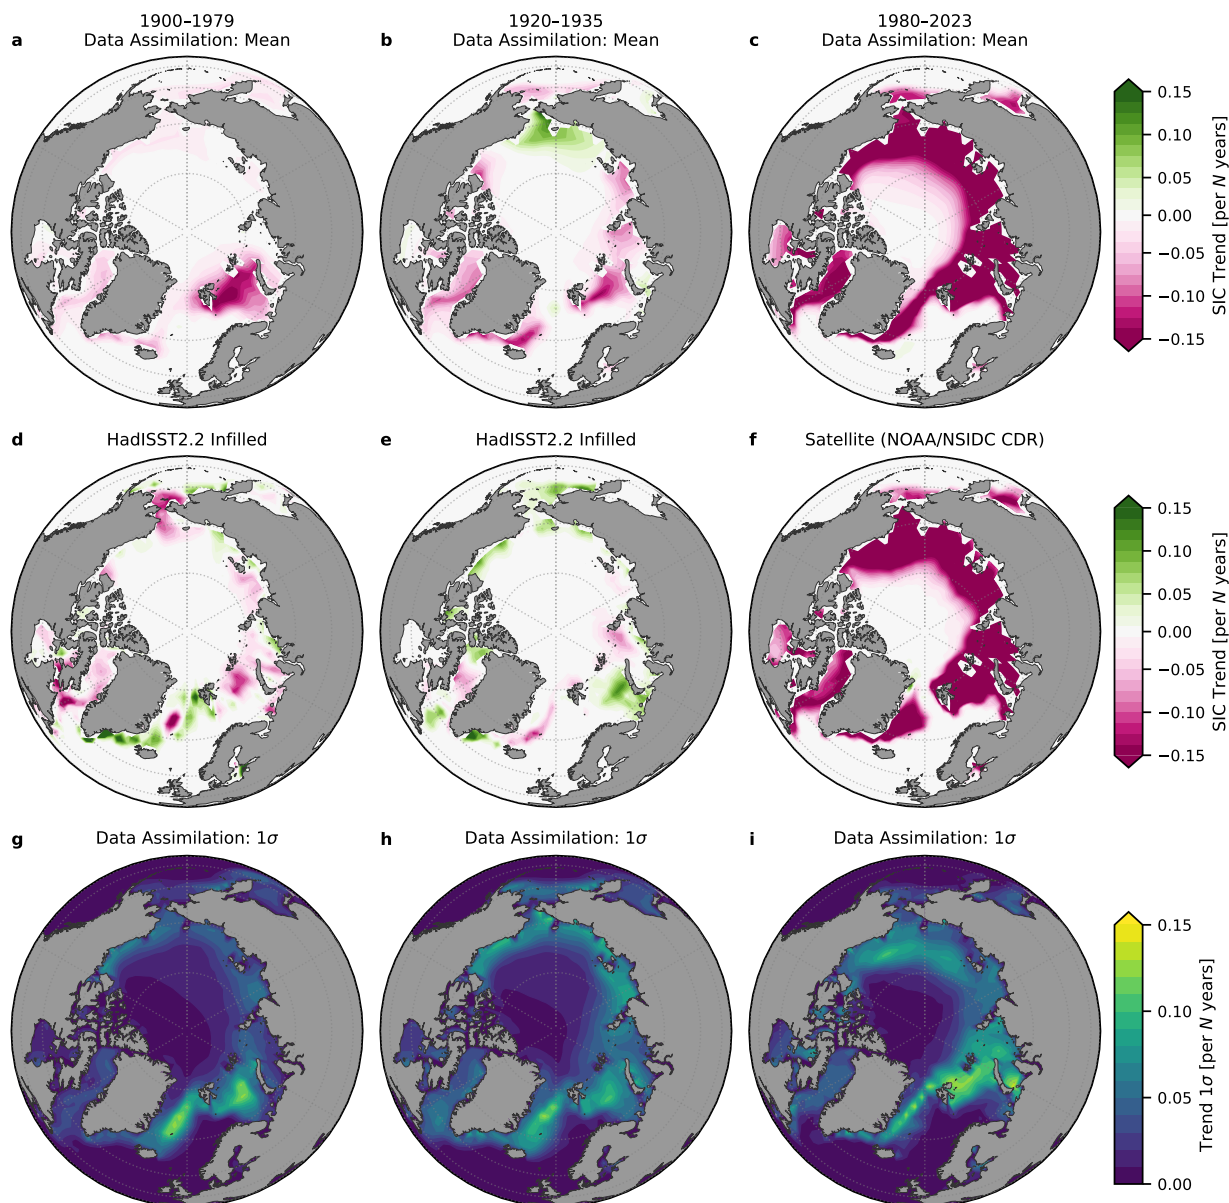 1900–1979
a Data Assimilation: Mean
1920–1935
b Data Assimilation: Mean
1980–2023
c Data Assimilation: Mean
0.15
0.10
0.05
0.00
−0.05
−0.10
−0.15
SIC Trend [per N years]
d HadISST2.2 Infilled
e HadISST2.2 Infilled
f Satellite (NOAA/NSIDC CDR)
0.15
0.10
0.05
0.00
−0.05
−0.10
−0.15
SIC Trend [per N years]
g Data Assimilation: 1σ
h Data Assimilation: 1σ
i Data Assimilation: 1σ
0.15
0.10
0.05
0.00
Trend 1σ [per N years]